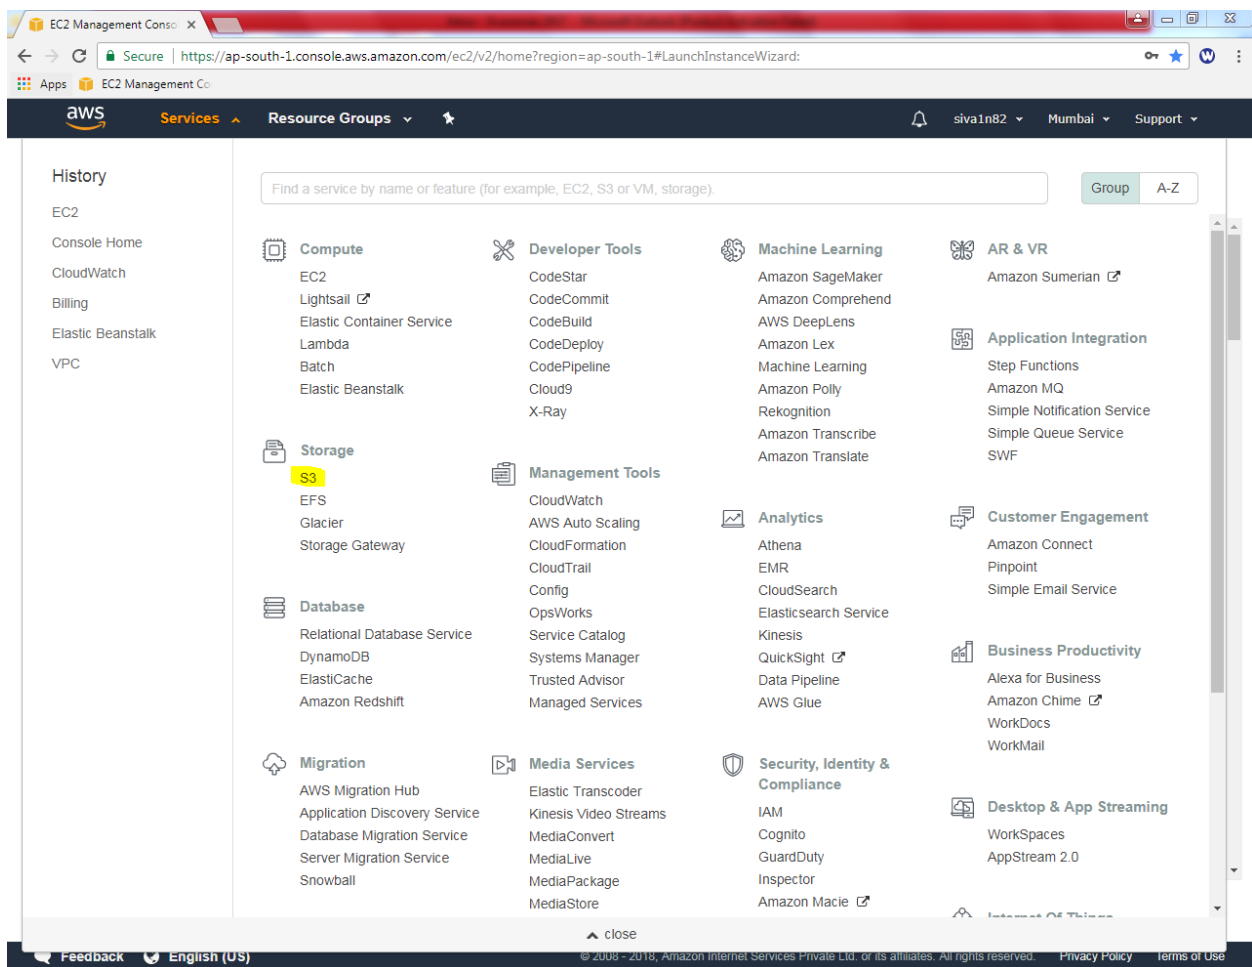 EC2 Management Conso
Secure | https://ap-south-1.console.aws.amazon.com/ec2/v2/home?region=ap-south-1#LaunchInstanceWizard:
Apps EC2 Management Co
aws Services Resource Groups siva1n82 Mumbai Support
History
EC2
Console Home
CloudWatch
Billing
Elastic Beanstalk
VPC
Find a service by name or feature (for example, EC2, S3 or VM, storage).
Group A-Z
Compute
EC2
Lightsail
Elastic Container Service
Lambda
Batch
Elastic Beanstalk
Storage
S3
EFS
Glacier
Storage Gateway
Database
Relational Database Service
DynamoDB
ElastiCache
Amazon Redshift
Migration
AWS Migration Hub
Application Discovery Service
Database Migration Service
Server Migration Service
Snowball
Developer Tools
CodeStar
CodeCommit
CodeBuild
CodeDeploy
CodePipeline
Cloud9
X-Ray
Management Tools
CloudWatch
AWS Auto Scaling
CloudFormation
CloudTrail
Config
OpsWorks
Service Catalog
Systems Manager
Trusted Advisor
Managed Services
Media Services
Elastic Transcoder
Kinesis Video Streams
MediaConvert
MediaLive
MediaPackage
MediaStore
Machine Learning
Amazon SageMaker
Amazon Comprehend
AWS DeepLens
Amazon Lex
Machine Learning
Amazon Polly
Rekognition
Amazon Transcribe
Amazon Translate
Analytics
Athena
EMR
CloudSearch
Elasticsearch Service
Kinesis
QuickSight
Data Pipeline
AWS Glue
Security, Identity &
Compliance
IAM
Cognito
GuardDuty
Inspector
Amazon Macie
AR & VR
Amazon Sumerian
Application Integration
Step Functions
Amazon MQ
Simple Notification Service
Simple Queue Service
SWF
Customer Engagement
Amazon Connect
Pinpoint
Simple Email Service
Business Productivity
Alexa for Business
Amazon Chime
WorkDocs
WorkMail
Desktop & App Streaming
WorkSpaces
AppStream 2.0
Internet Of Things
close
Feedback English (US) © 2008 - 2018, Amazon Internet Services Private Ltd. or its affiliates. All rights reserved. Privacy Policy Terms of Use